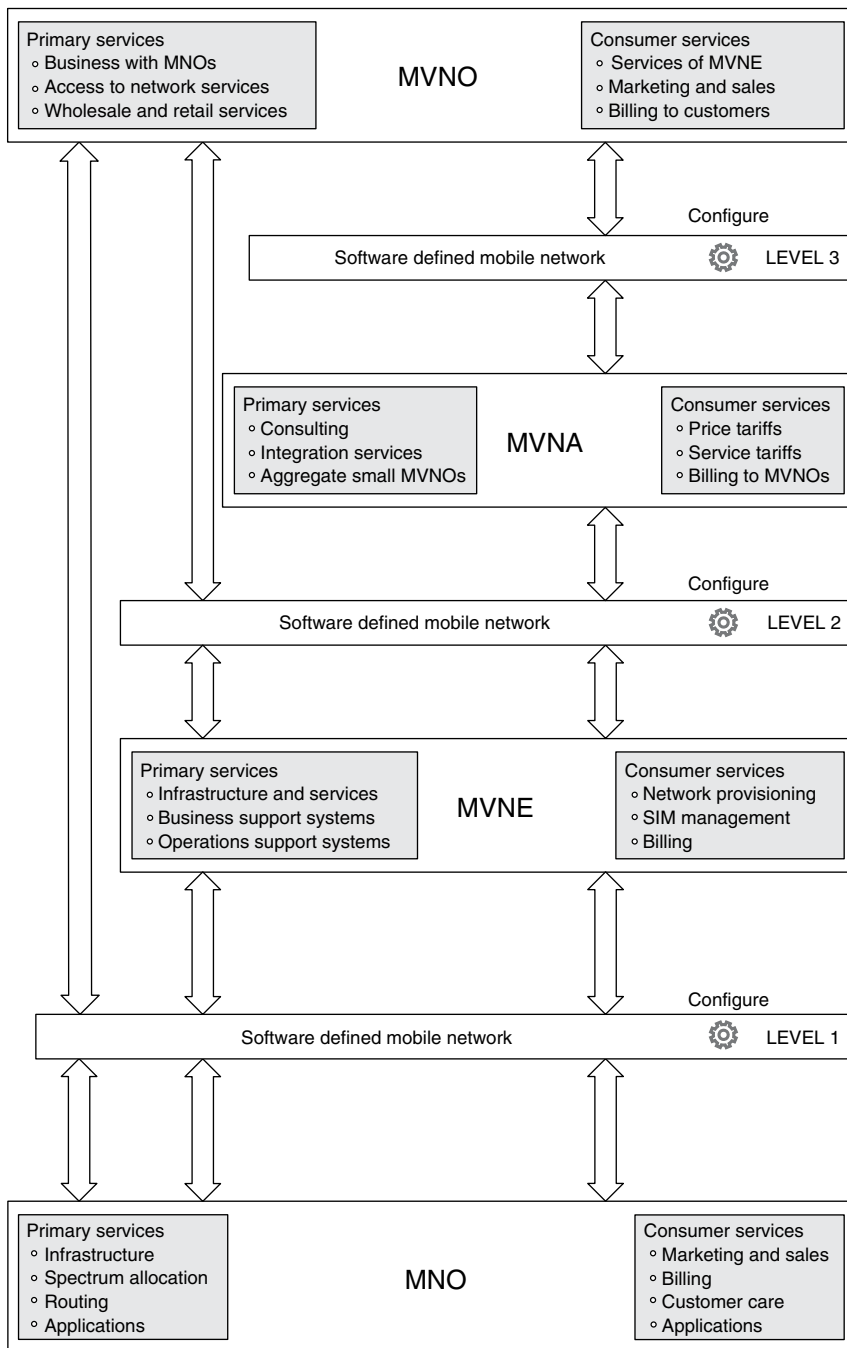 Primary services
Business with MNOs
Access to network services
Wholesale and retail services
MVNO
Consumer services
Services of MVNE
Marketing and sales
Billing to customers
Configure
Software defined mobile network
LEVEL 3
Primary services
Consulting
Integration services
Aggregate small MVNOs
MVNA
Consumer services
Price tariffs
Service tariffs
Billing to MVNOs
Configure
Software defined mobile network
LEVEL 2
Primary services
Infrastructure and services
Business support systems
Operations support systems
MVNE
Consumer services
Network provisioning
SIM management
Billing
Configure
Software defined mobile network
LEVEL 1
Primary services
Infrastructure
Spectrum allocation
Routing
Applications
MNO
Consumer services
Marketing and sales
Billing
Customer care
Applications